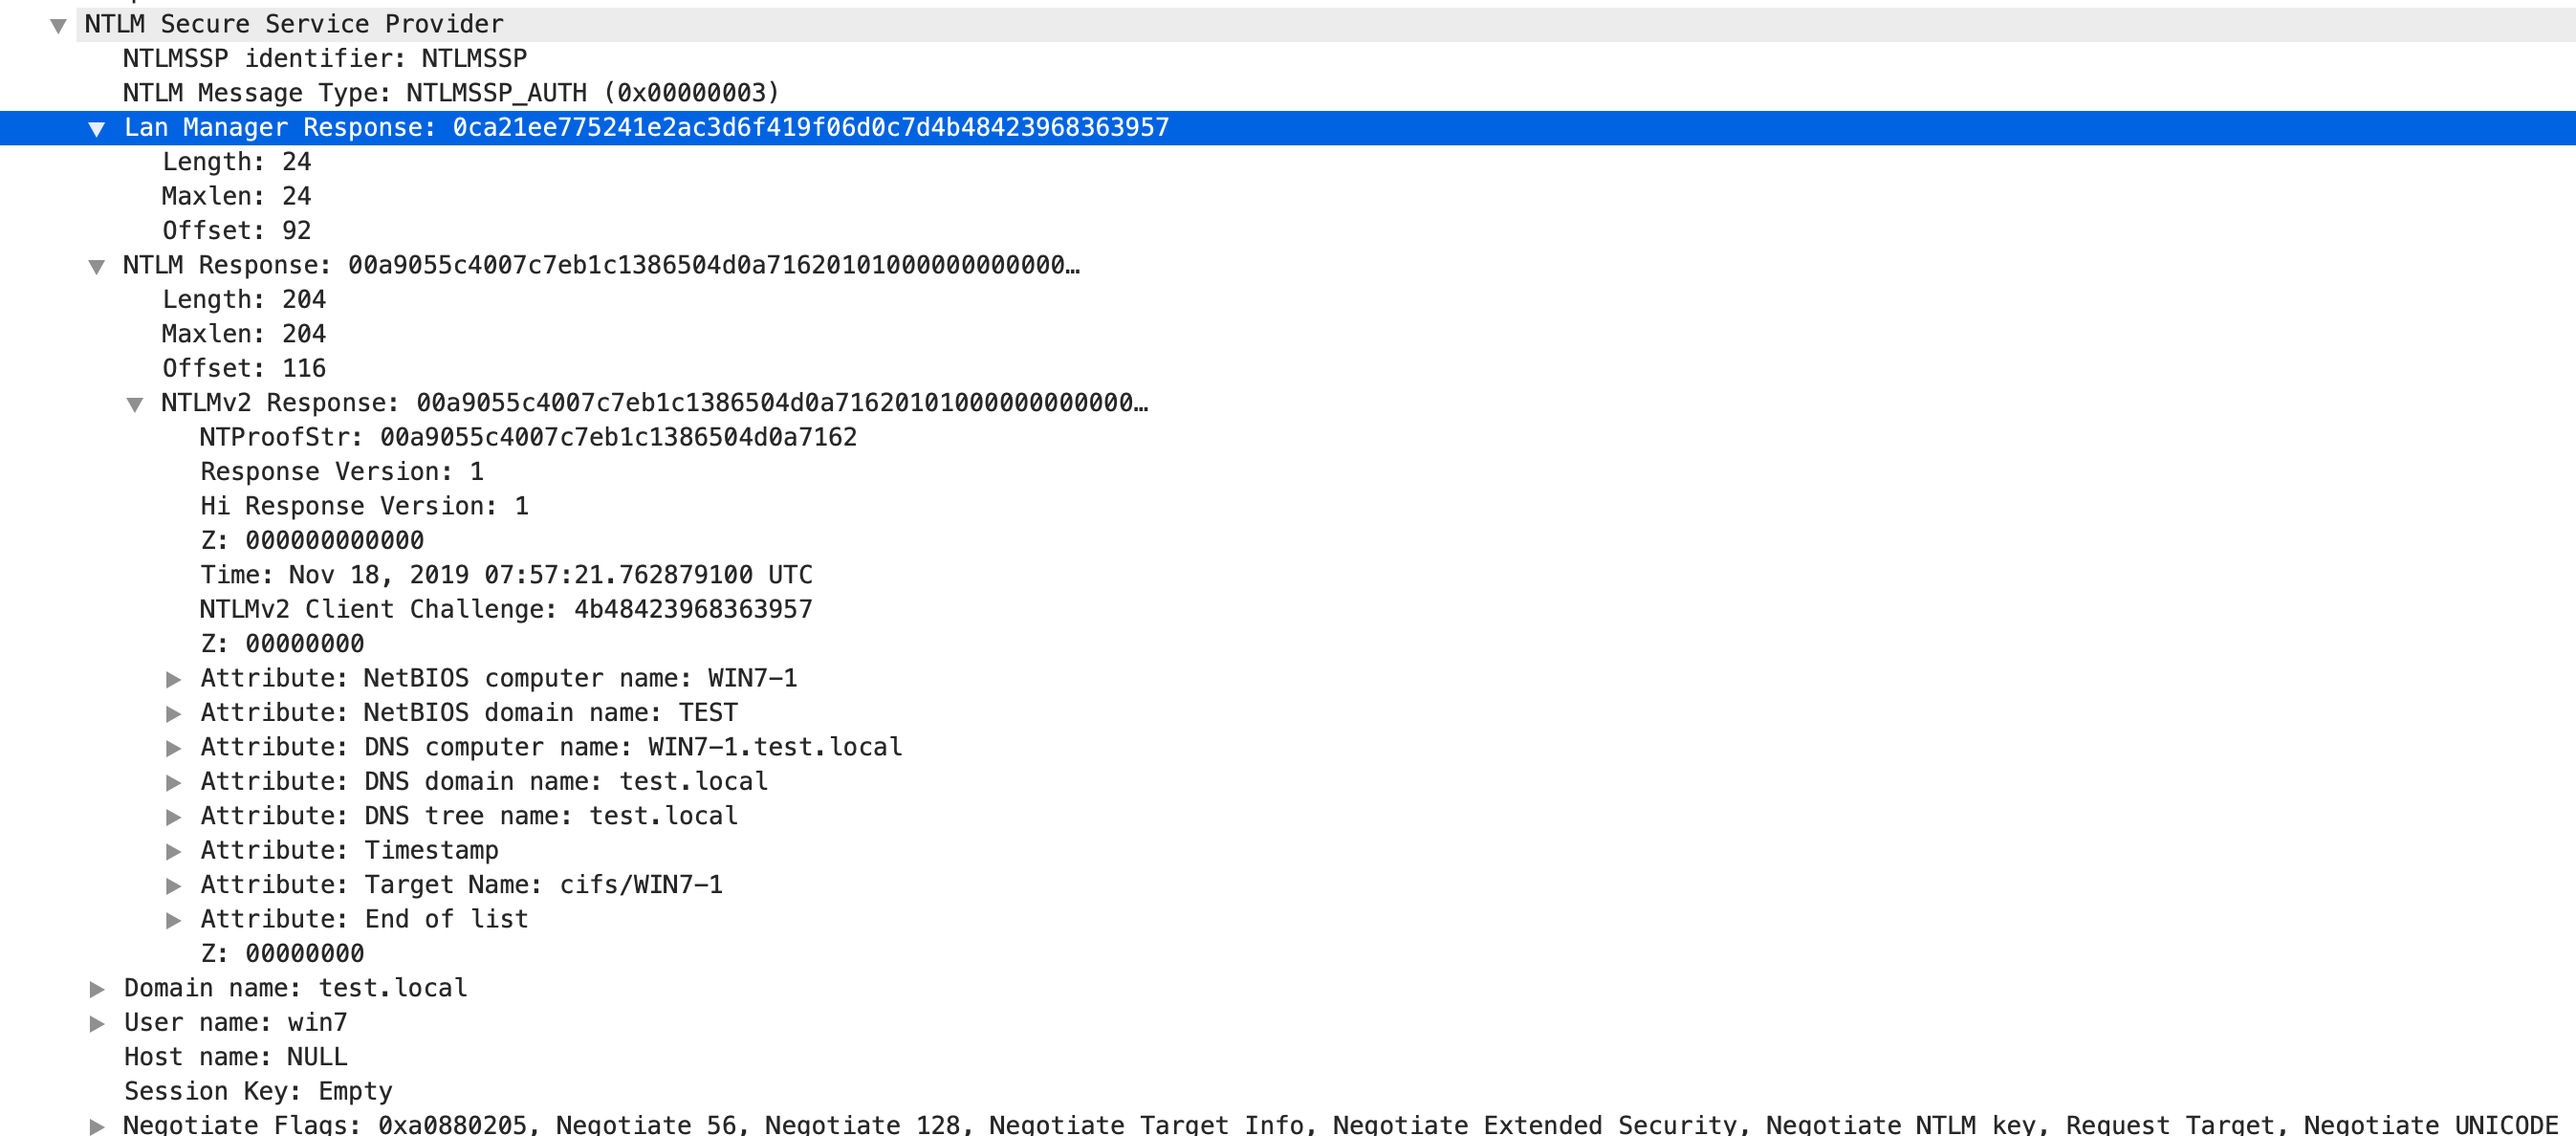 NTLM Secure Service Provider
NTLMSSP identifier: NTLMSSP
NTLM Message Type: NTLMSSP_AUTH (0x00000003)
Lan Manager Response: 0ca21ee775241e2ac3d6f419f06d0c7d4b48423968363957
Length: 24
Maxlen: 24
Offset: 92
NTLM Response: 00a9055c4007c7eb1c1386504d0a71620101000000000000…
Length: 204
Maxlen: 204
Offset: 116
NTLMv2 Response: 00a9055c4007c7eb1c1386504d0a71620101000000000000…
NTProofStr: 00a9055c4007c7eb1c1386504d0a7162
Response Version: 1
Hi Response Version: 1
Z: 000000000000
Time: Nov 18, 2019 07:57:21.762879100 UTC
NTLMv2 Client Challenge: 4b48423968363957
Z: 00000000
Attribute: NetBIOS computer name: WIN7-1
Attribute: NetBIOS domain name: TEST
Attribute: DNS computer name: WIN7-1.test.local
Attribute: DNS domain name: test.local
Attribute: DNS tree name: test.local
Attribute: Timestamp
Attribute: Target Name: cifs/WIN7-1
Attribute: End of list
Z: 00000000
Domain name: test.local
User name: win7
Host name: NULL
Session Key: Empty
Negotiate Flags: 0xa0880205, Negotiate 56, Negotiate 128, Negotiate Target Info, Negotiate Extended Security, Negotiate NTLM key, Request Target, Negotiate UNICODE